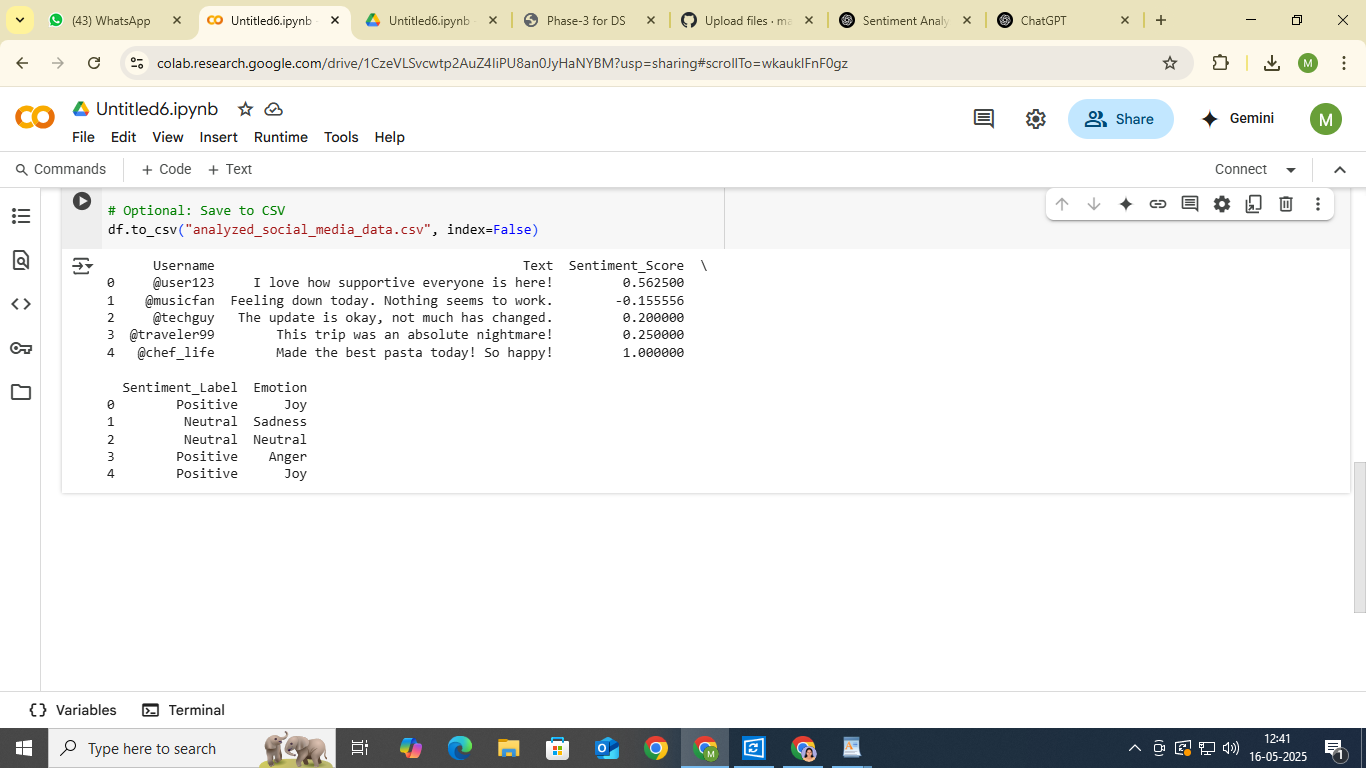 (43) WhatsApp
Untitled6.ipynb
Untitled6.ipynb
Phase-3 for DS
Upload files · ma
Sentiment Analy
ChatGPT
colab.research.google.com/drive/1CzeVLSvcwtp2AuZ4IiPU8an0JyHaNYBM?usp=sharing#scrollTo=wkaukIFnF0gz
M
Untitled6.ipynb
File Edit View Insert Runtime Tools Help
Share
Gemini
M
Commands
+ Code
+ Text
Connect
# Optional: Save to CSV
df.to_csv("analyzed_social_media_data.csv", index=False)
Username Text Sentiment_Score \
0 @user123 I love how supportive everyone is here! 0.562500
1 @musicfan Feeling down today. Nothing seems to work. -0.155556
2 @techguy The update is okay, not much has changed. 0.200000
3 @traveler99 This trip was an absolute nightmare! 0.250000
4 @chef_life Made the best pasta today! So happy! 1.000000
Sentiment_Label Emotion
0 Positive Joy
1 Neutral Sadness
2 Neutral Neutral
3 Positive Anger
4 Positive Joy
Variables
Terminal
Type here to search
M
12:41
16-05-2025
1